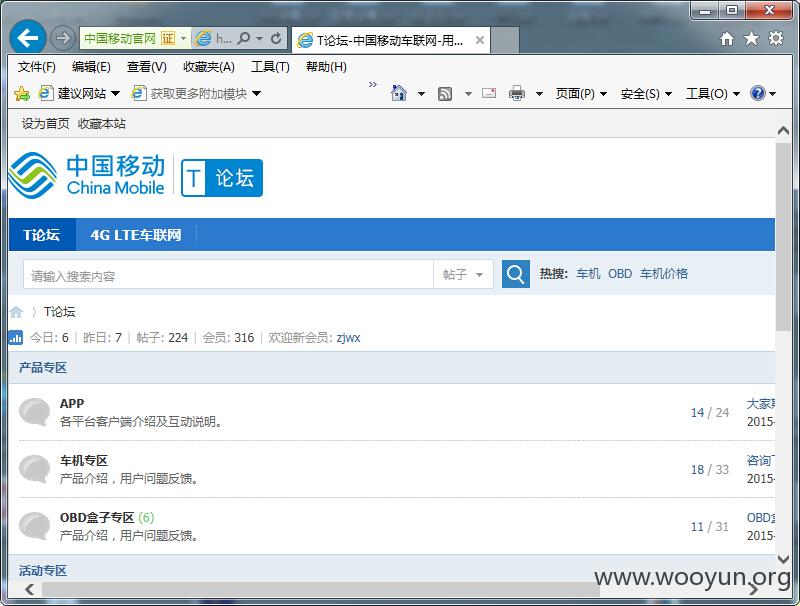 中国移动官网 证 h... T论坛-中国移动车联网-用...
文件(F) 编辑(E) 查看(V) 收藏夹(A) 工具(T) 帮助(H)
建议网站 获取更多附加模块 » 页面(P) 安全(S) 工具(O)
设为首页 收藏本站
中国移动
China Mobile
T 论坛
T论坛 4G LTE车联网
请输入搜索内容 帖子 热搜: 车机 OBD 车机价格
T论坛
今日: 6 | 昨日: 7 | 帖子: 224 | 会员: 316 | 欢迎新会员: zjwx
产品专区
APP
各平台客户端介绍及互动说明。
14 / 24
大家
2015-
车机专区
产品介绍，用户问题反馈。
18 / 33
咨询
2015-
OBD盒子专区 (6)
产品介绍，用户问题反馈。
11 / 31
OBD
2015-
活动专区
www.wooyun.org